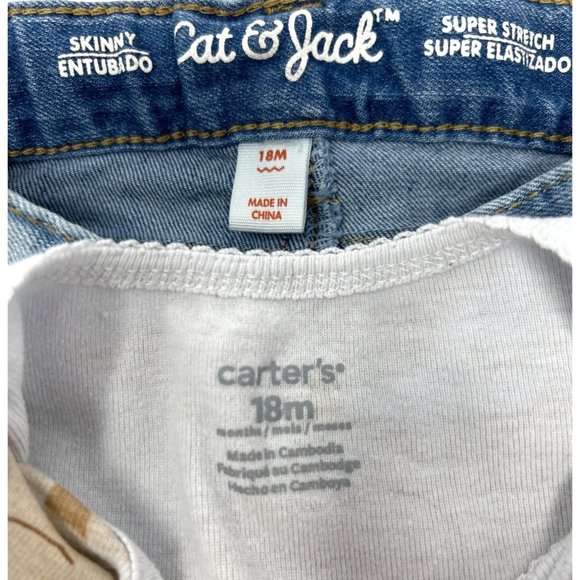 SKINNY
ENTUBADO
Cat & Jack™
SUPER STRETCH
SUPER ELASTIZADO
18M
MADE IN
CHINA
carter's®
18m
months / mois / meses
Made in Cambodia
Fabriqué au Cambodge
Hecho en Camboya